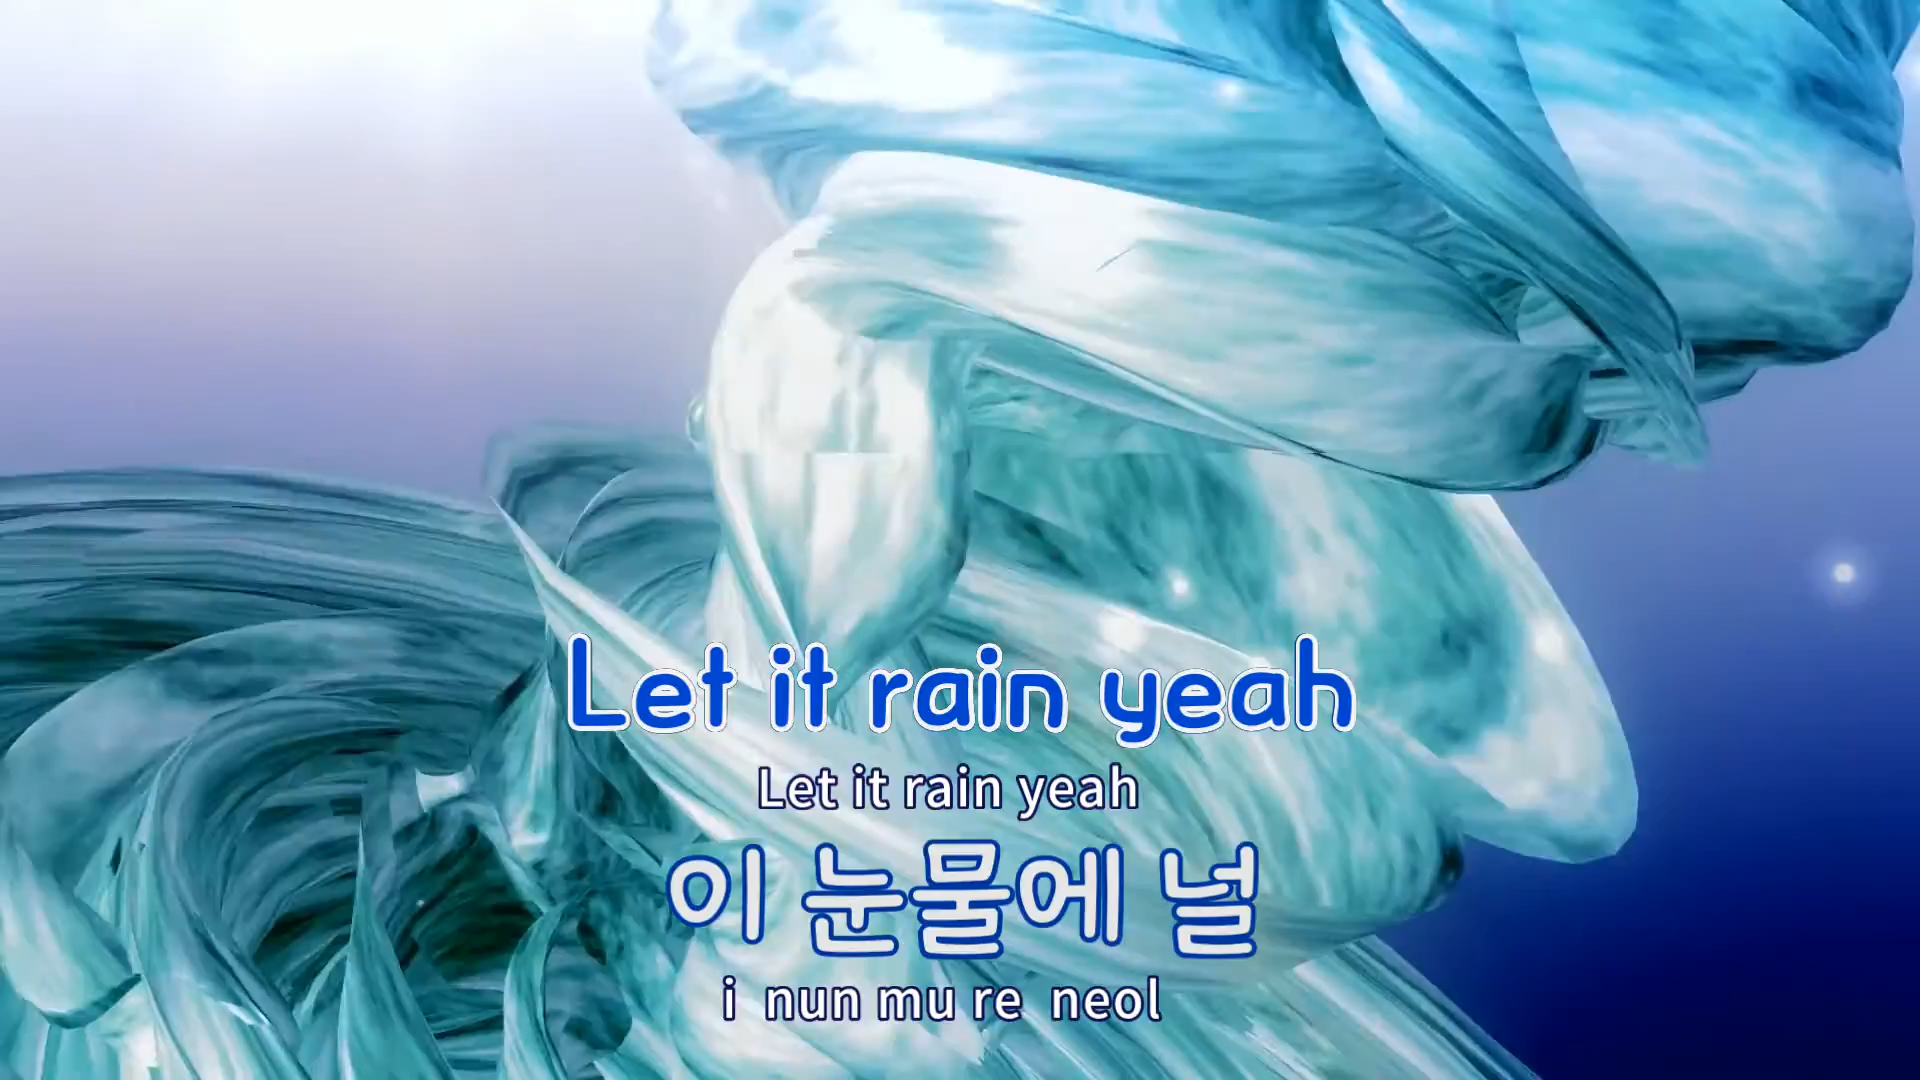 Let it rain yeah
Let it rain yeah
이 눈물에 널
i nun mu re neol